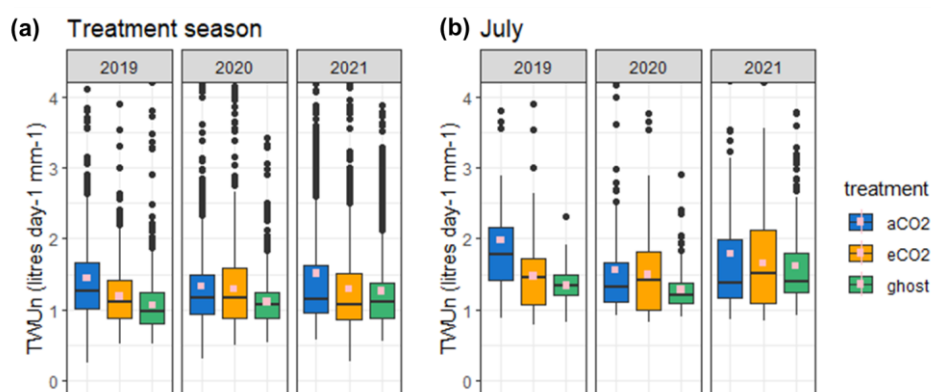 (a) Treatment season
2019 2020 2021
TWUn (litres day-1 mm-1)
4
3
2
1
0
(b) July
2019 2020 2021
TWUn (litres day-1 mm-1)
4
3
2
1
0
treatment
aCO2
eCO2
ghost